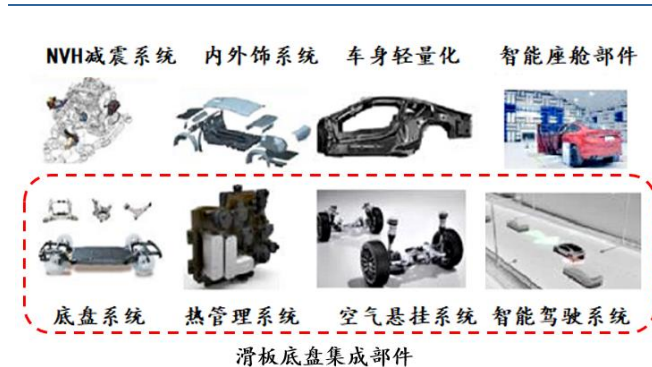 NVH减震系统 内外饰系统 车身轻量化 智能座舱部件
底盘系统 热管理系统 空气悬挂系统 智能驾驶系统
滑板底盘集成部件